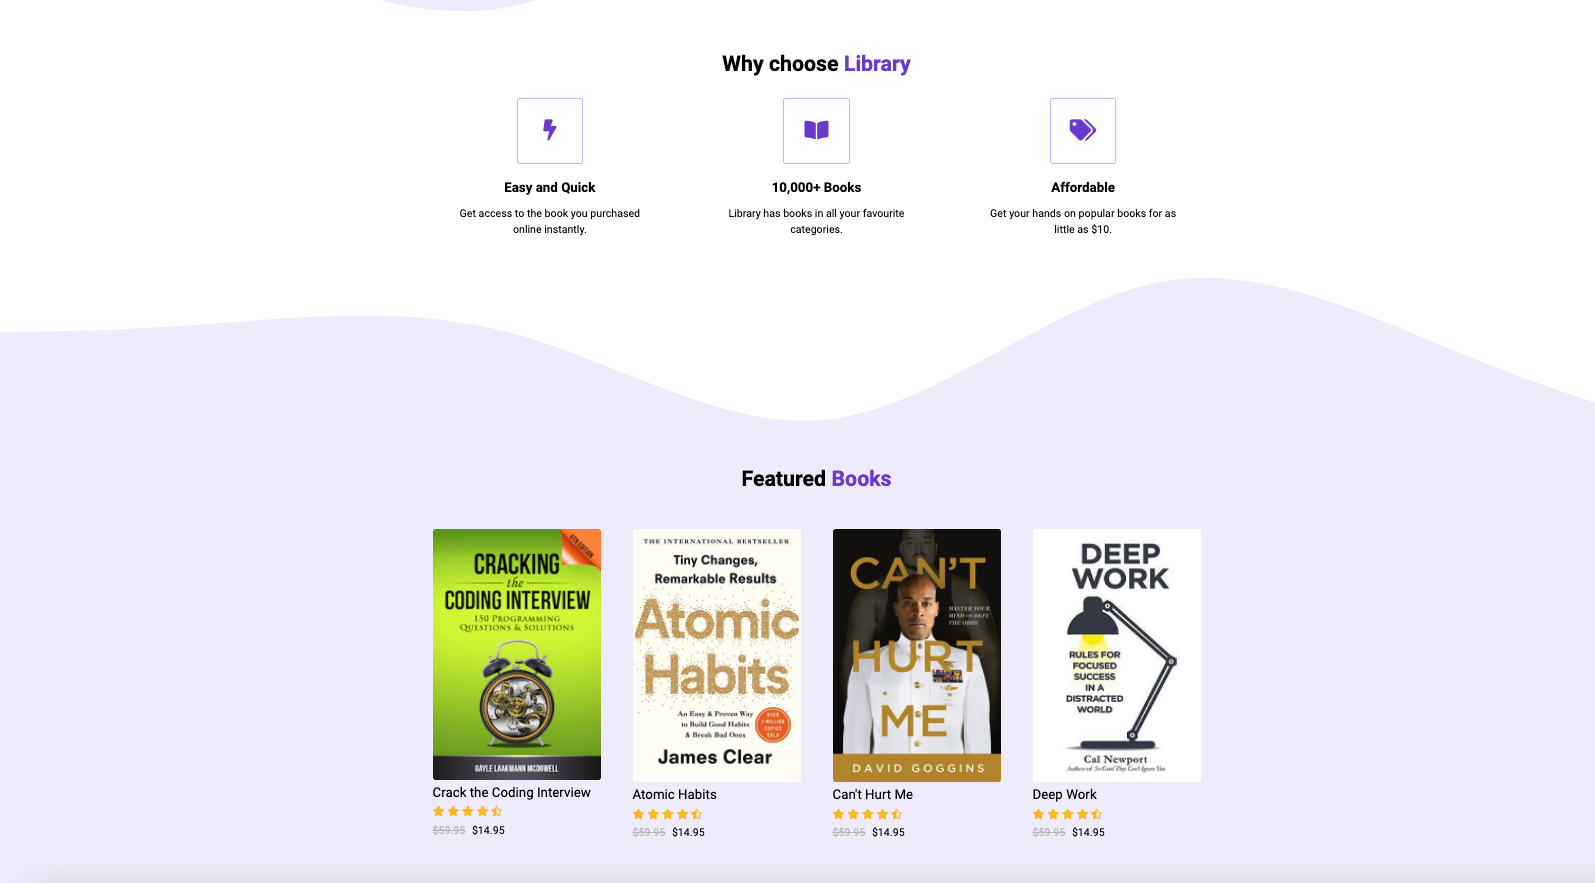 Why choose Library
Easy and Quick
Get access to the book you purchased
online instantly.
10,000+ Books
Library has books in all your favourite
categories.
Affordable
Get your hands on popular books for as
little as $10.
Featured Books
6TH EDITION
CRACKING
the
CODING INTERVIEW
150 PROGRAMMING
QUESTIONS & SOLUTIONS
GAYLE LAAKMANN MCDOWELL
Crack the Coding Interview
$59.95 $14.95
THE INTERNATIONAL BESTSELLER
Tiny Changes,
Remarkable Results
Atomic
Habits
An Easy & Proven Way
to Build Good Habits
& Break Bad Ones
OVER
1 MILLION
COPIES
SOLD
James Clear
Atomic Habits
$59.95 $14.95
CAN'T
MASTER YOUR
MIND AND DEFY
THE ODDS
HURT
ME
DAVID GOGGINS
Can't Hurt Me
$59.95 $14.95
DEEP
WORK
RULES FOR
FOCUSED
SUCCESS
IN A
DISTRACTED
WORLD
Cal Newport
Author of So Good They Can't Ignore You
Deep Work
$59.95 $14.95